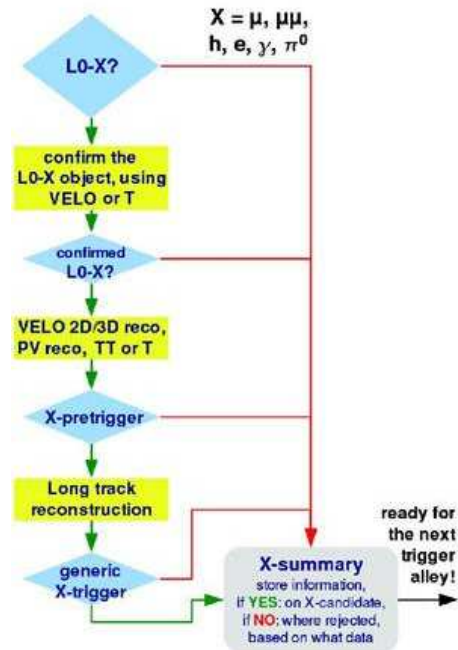 X = μ, μμ,
h, e, γ, π⁰
L0-X?
confirm the
L0-X object, using
VELO or T
confirmed
L0-X?
VELO 2D/3D reco,
PV reco, TT or T
X-pretrigger
Long track
reconstruction
generic
X-trigger
X-summary
store information,
if YES: on X-candidate,
if NO: where rejected,
based on what data
ready for
the next
trigger
alley!